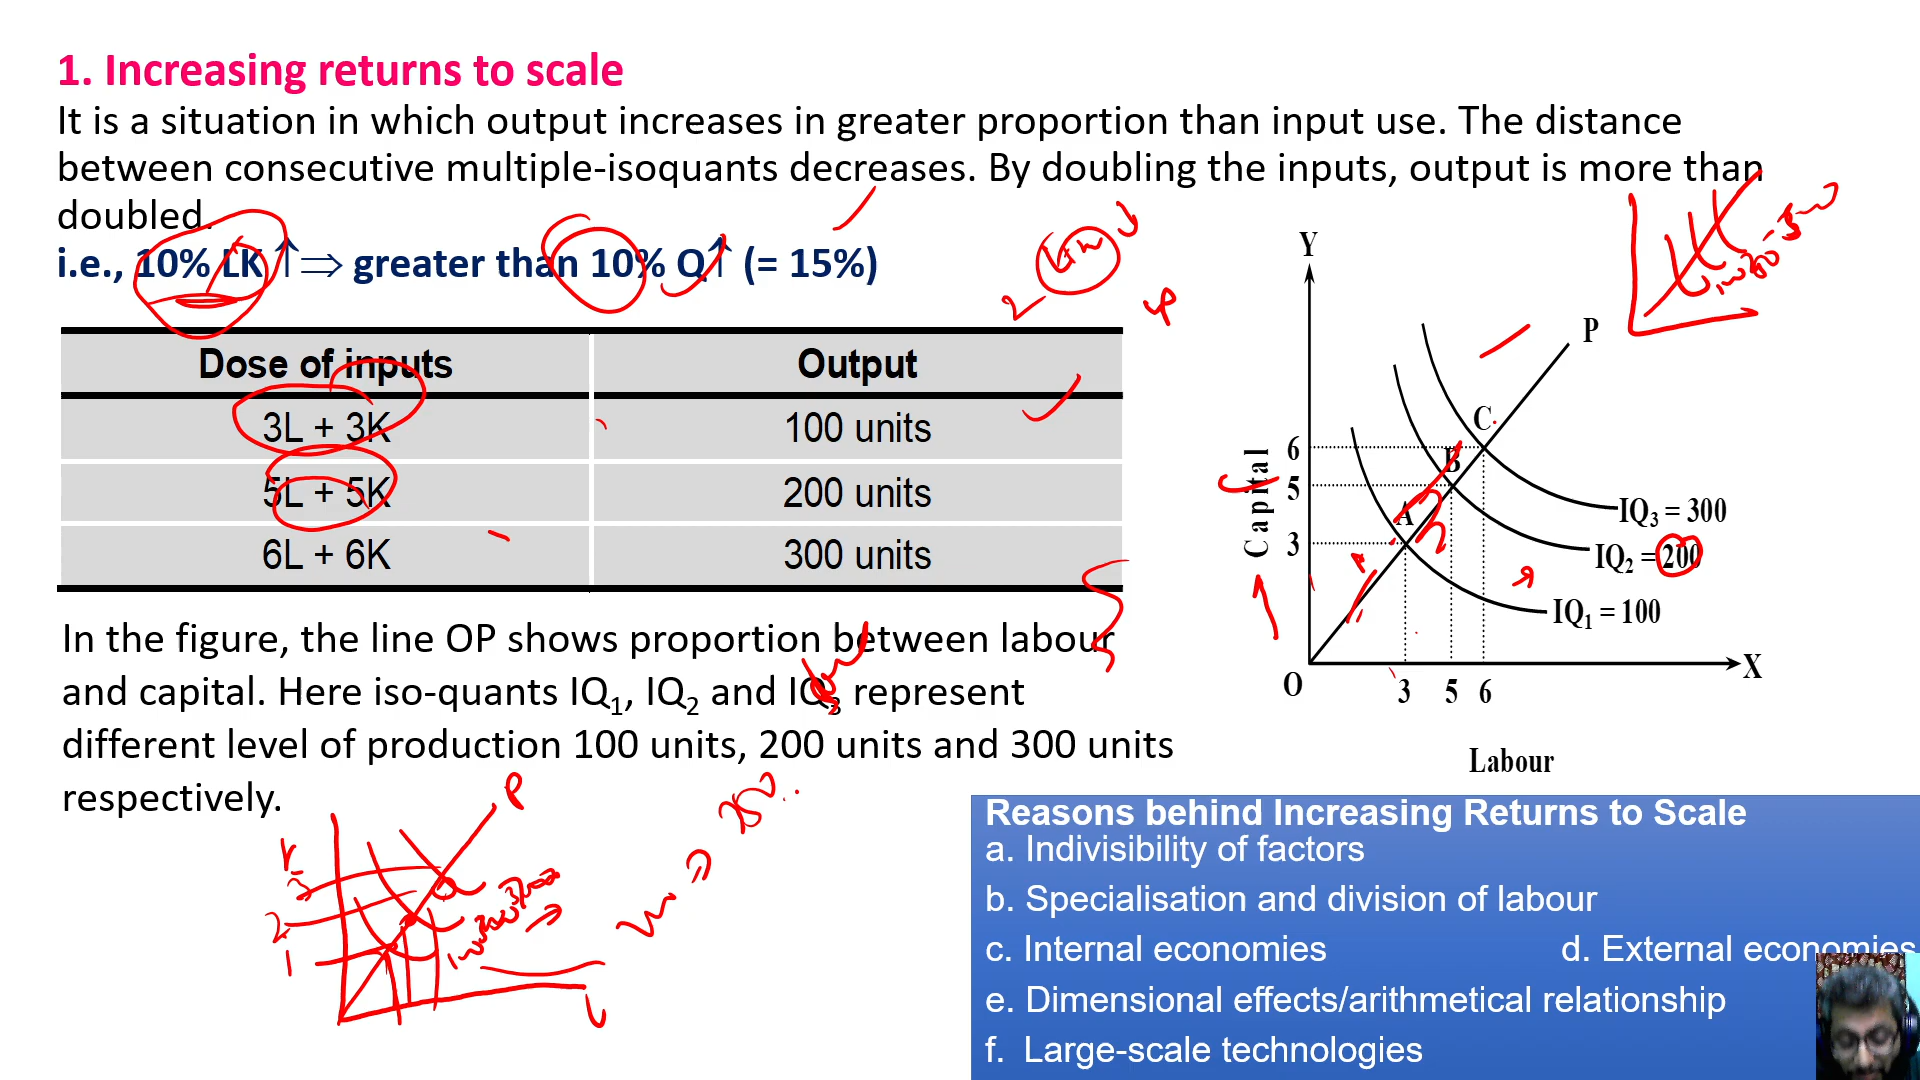 1. Increasing returns to scale
It is a situation in which output increases in greater proportion than input use. The distance
between consecutive multiple-isoquants decreases. By doubling the inputs, output is more than
doubled.
i.e., 10% LK ↑⇒ greater than 10% Q↑ (= 15%)
Dose of inputs Output
3L + 3K 100 units
5L + 5K 200 units
6L + 6K 300 units
In the figure, the line OP shows proportion between labour
and capital. Here iso-quants IQ₁, IQ₂ and IQ₃ represent
different level of production 100 units, 200 units and 300 units
respectively.
P
L
1
2
3
Y
P
C
B
A
Capital
6
5
3
IQ₃ = 300
IQ₂ = 200
IQ₁ = 100
O 3 5 6 X
Labour
Reasons behind Increasing Returns to Scale
a. Indivisibility of factors
b. Specialisation and division of labour
c. Internal economies d. External economies
e. Dimensional effects/arithmetical relationship
f. Large-scale technologies